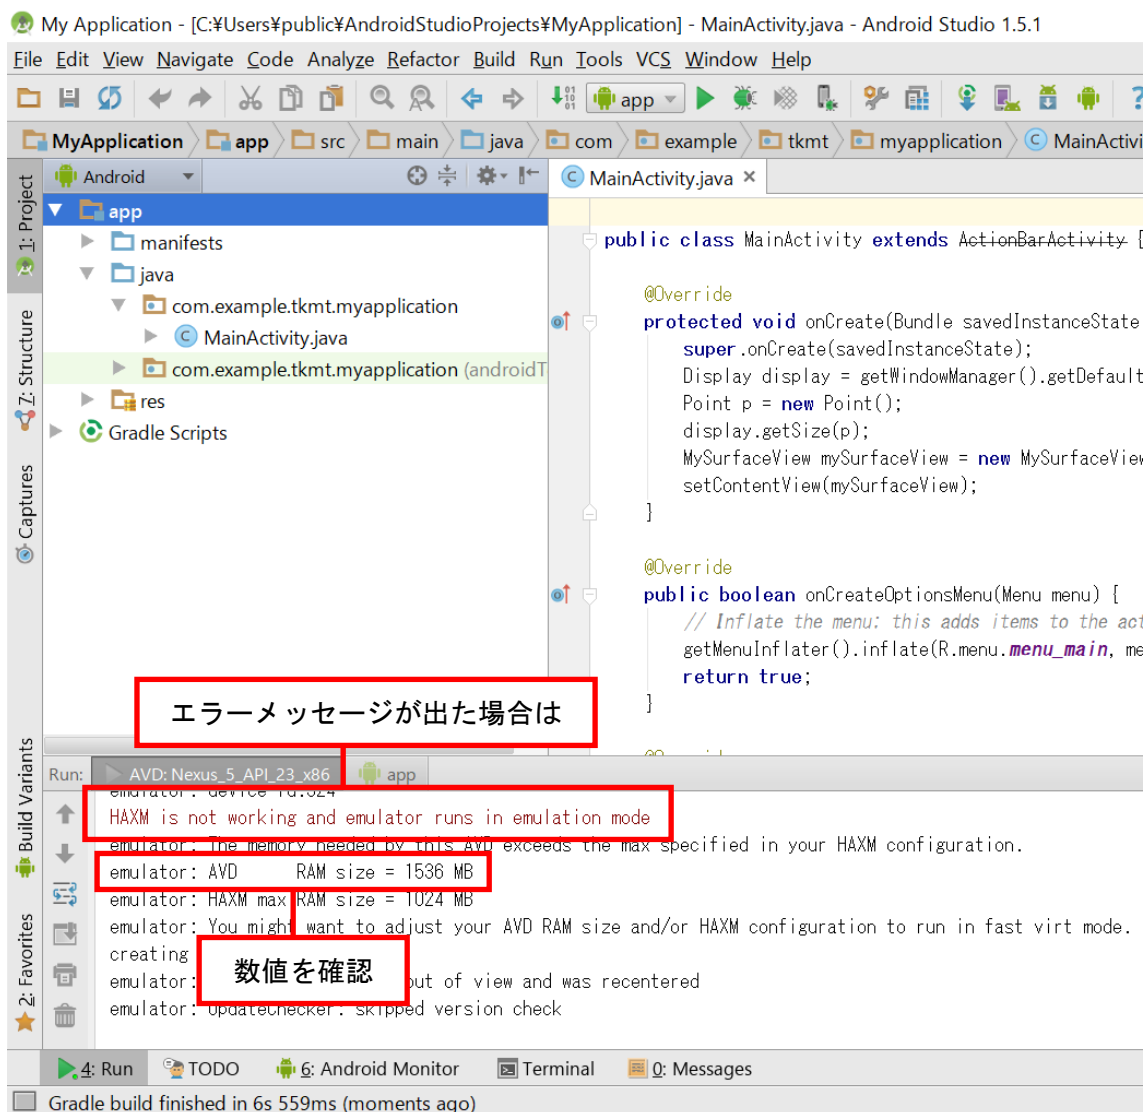 My Application - [C:¥Users¥public¥AndroidStudioProjects¥MyApplication] - MainActivity.java - Android Studio 1.5.1
File Edit View Navigate Code Analyze Refactor Build Run Tools VCS Window Help
app
MyApplication app src main java com example tkmt myapplication MainActivi
1: Project
7: Structure
Captures
Build Variants
2: Favorites
Android
app
manifests
java
com.example.tkmt.myapplication
MainActivity.java
com.example.tkmt.myapplication (androidT
res
Gradle Scripts
MainActivity.java ×
public class MainActivity extends ActionBarActivity {
@Override
protected void onCreate(Bundle savedInstanceState
super.onCreate(savedInstanceState);
Display display = getWindowManager().getDefault
Point p = new Point();
display.getSize(p);
MySurfaceView mySurfaceView = new MySurfaceView
setContentView(mySurfaceView);
}
@Override
public boolean onCreateOptionsMenu(Menu menu) {
// Inflate the menu: this adds items to the act
getMenuInflater().inflate(R.menu.menu_main, me
return true;
}
@Override
エラーメッセージが出た場合は
Run: AVD: Nexus_5_API_23_x86 app
emulator: device id:524
HAXM is not working and emulator runs in emulation mode
emulator: The memory needed by this AVD exceeds the max specified in your HAXM configuration.
emulator: AVD RAM size = 1536 MB
emulator: HAXM max RAM size = 1024 MB
emulator: You might want to adjust your AVD RAM size and/or HAXM configuration to run in fast virt mode.
creating
数値を確認
emulator: out of view and was recentered
emulator: UpdateChecker: skipped version check
4: Run TODO 6: Android Monitor Terminal 0: Messages
Gradle build finished in 6s 559ms (moments ago)